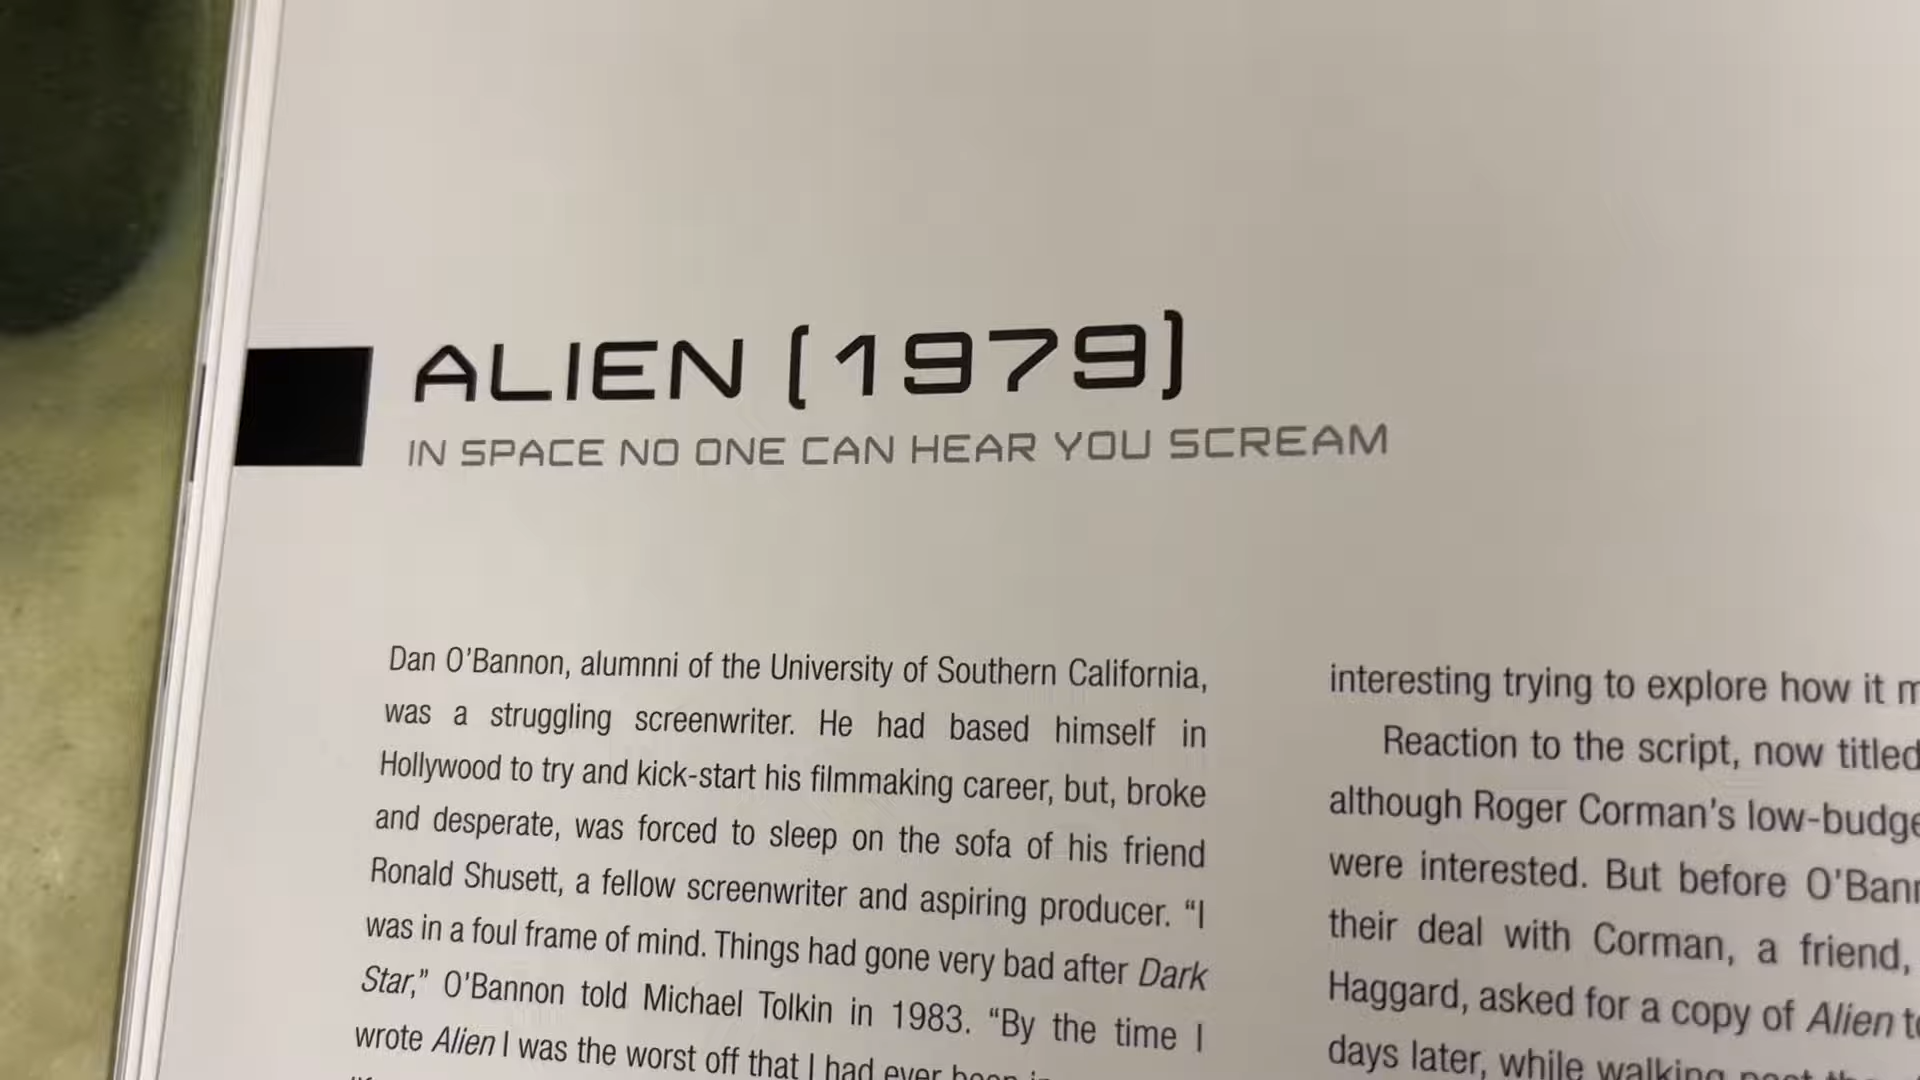 ALIEN (1979)
IN SPACE NO ONE CAN HEAR YOU SCREAM
Dan O'Bannon, alumnni of the University of Southern California,
was a struggling screenwriter. He had based himself in
Hollywood to try and kick-start his filmmaking career, but, broke
and desperate, was forced to sleep on the sofa of his friend
Ronald Shusett, a fellow screenwriter and aspiring producer. “I
was in a foul frame of mind. Things had gone very bad after Dark
Star,” O'Bannon told Michael Tolkin in 1983. “By the time I
wrote Alien I was the worst off that I had ever been
interesting trying to explore how it
Reaction to the script, now titled
although Roger Corman's low-budge
were interested. But before O'Bann
their deal with Corman, a friend,
Haggard, asked for a copy of Alien
days later, while walking